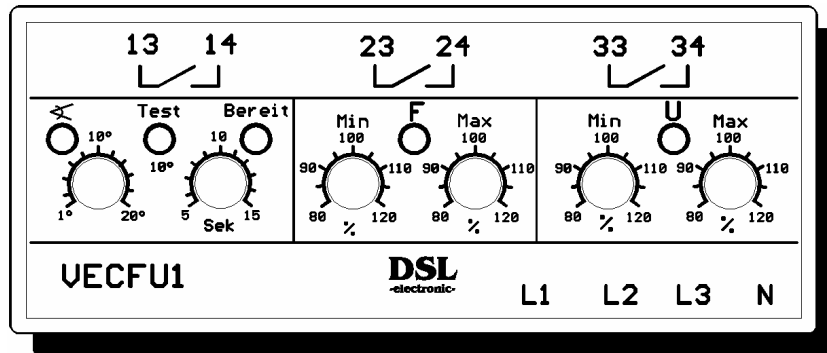 13 14 23 24 33 34
∢ Test Bereit F U
Min Max Min Max
10° 10 100 100 100 100
10°
90 110 90 110 90 110 90 110
1° 20° 5 15 80 120 80 120 80 120 80 120
Sek % % % %
VECFU1 DSL
-electronic-
L1 L2 L3 N